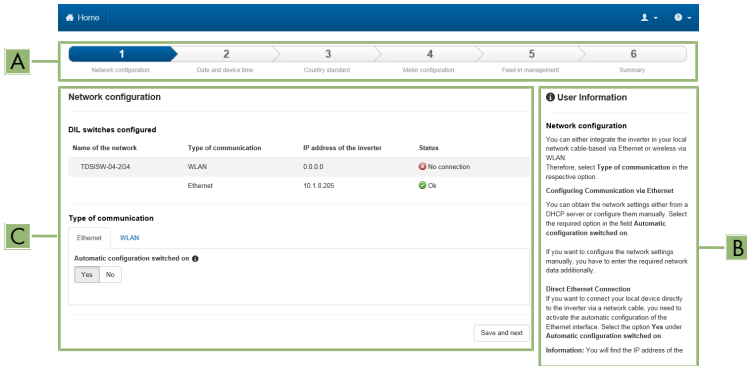 Home
A
1 2 3 4 5 6
Network configuration Date and device time Country standard Meter configuration Feed-in management Summary
Network configuration
DIL switches configured
Name of the network Type of communication IP address of the inverter Status
TDSISW-04-2G4 WLAN 0.0.0.0 No connection
Ethernet 10.1.8.205 Ok
C
Type of communication
Ethernet WLAN
Automatic configuration switched on
Yes No
Save and next
User Information
Network configuration
You can either integrate the inverter in your local
network cable-based via Ethernet or wireless via
WLAN.
Therefore, select Type of communication in the
respective option.
Configuring Communication via Ethernet
You can obtain the network settings either from a
DHCP server or configure them manually. Select
the required option in the field Automatic
configuration switched on.
B
If you want to configure the network settings
manually, you have to enter the required network
data additionally.
Direct Ethernet Connection
If you want to connect your local device directly
to the inverter via a network cable, you need to
activate the automatic configuration of the
Ethernet interface. Select the option Yes under
Automatic configuration switched on.
Information: You will find the IP address of the